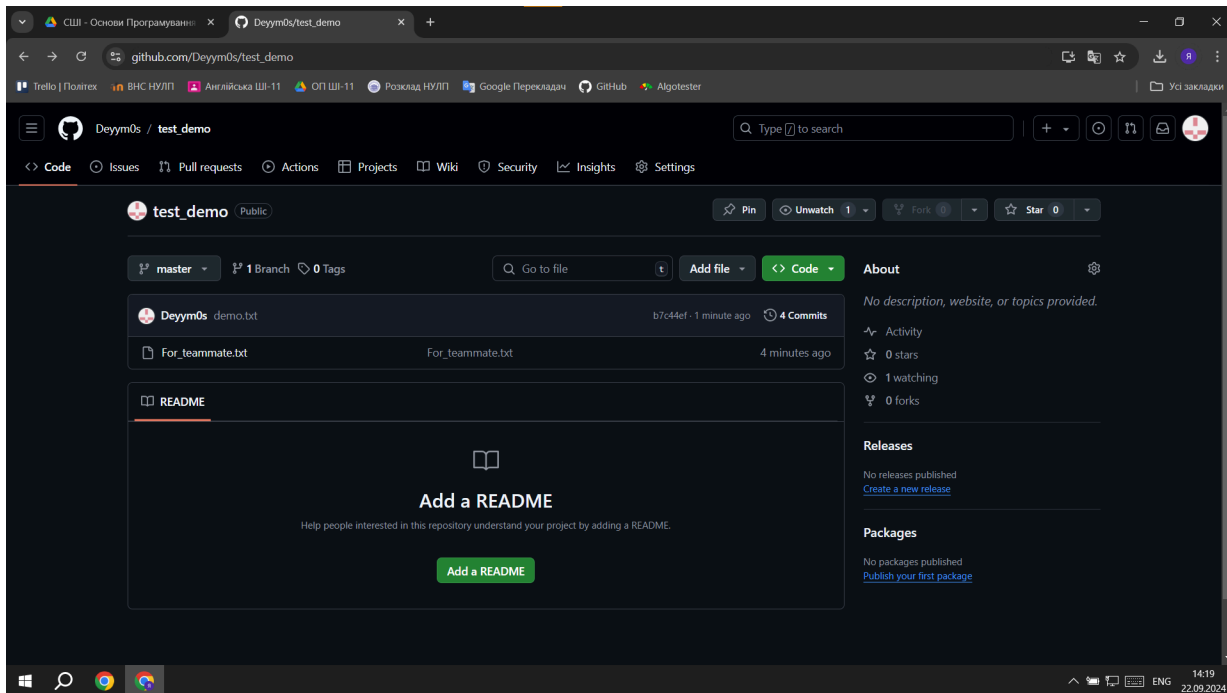 СШІ - Основи Програмування
Deyym0s/test_demo
github.com/Deyym0s/test_demo
Я
Trello | Політех
ВНС НУЛП
Англійська ШІ-11
ОП ШІ-11
Розклад НУЛП
Google Перекладач
GitHub
Algotester
Усі закладки
Deyym0s / test_demo
Type / to search
Code
Issues
Pull requests
Actions
Projects
Wiki
Security
Insights
Settings
test_demo Public
Pin
Unwatch 1
Fork 0
Star 0
master
1 Branch
0 Tags
Go to file t
Add file
Code
Deyym0s demo.txt
b7c44ef · 1 minute ago
4 Commits
For_teammate.txt
For_teammate.txt
4 minutes ago
README
Add a README
Help people interested in this repository understand your project by adding a README.
Add a README
About
No description, website, or topics provided.
Activity
0 stars
1 watching
0 forks
Releases
No releases published
Create a new release
Packages
No packages published
Publish your first package
ENG
14:19
22.09.2024